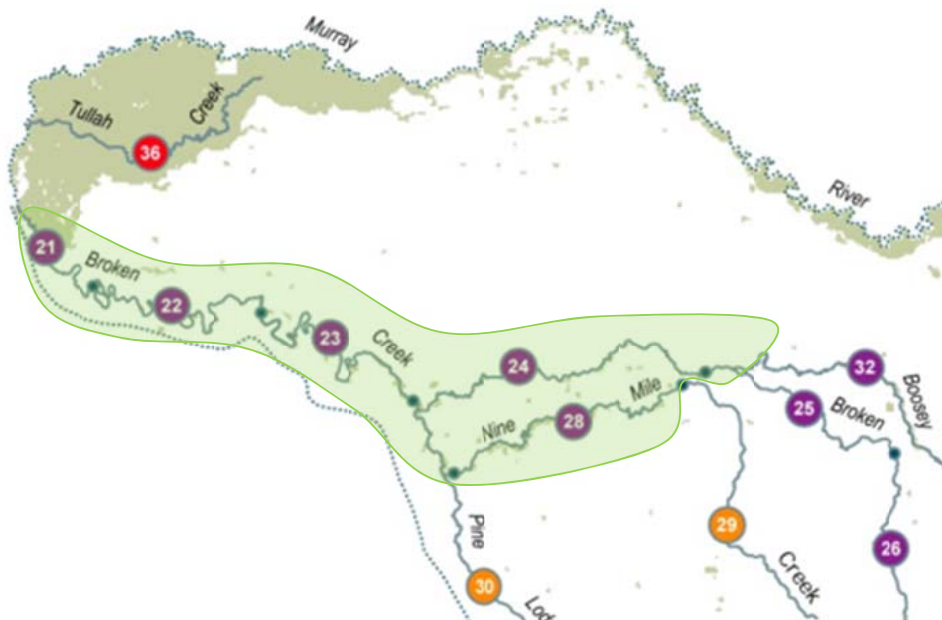 Murray
Tullah
Creek
36
River
21
Broken
22
23
Creek
24
32
Boosey
25
Broken
Nine
Mile
28
Pine
29
Creek
26
30